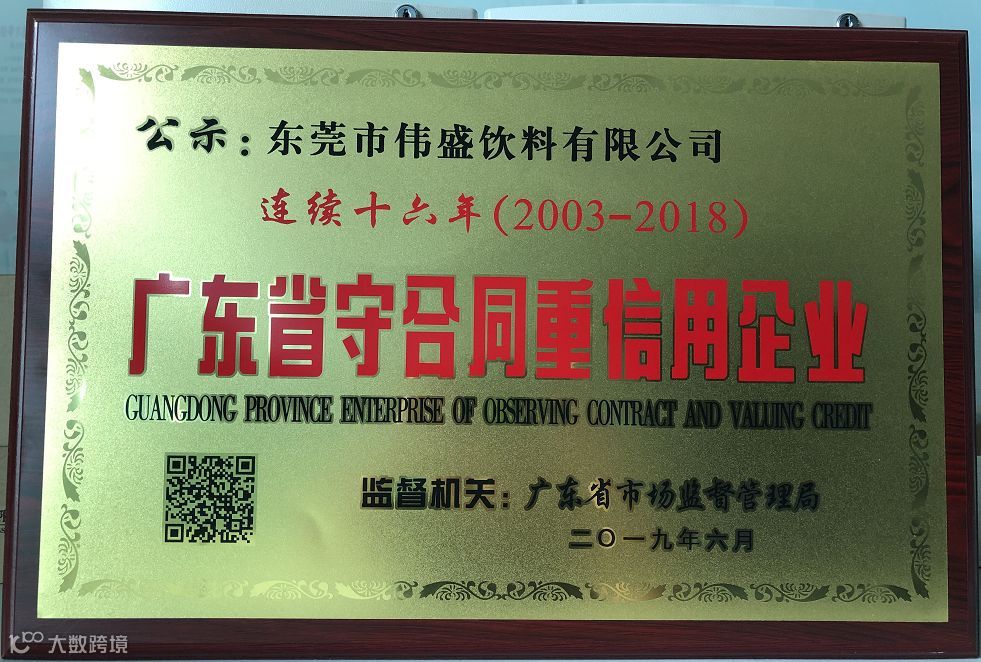 公示：东莞市伟盛饮料有限公司
连续十六年(2003-2018)
广东省守合同重信用企业
GUANGDONG PROVINCE ENTERPRISE OF OBSERVING CONTRACT AND VALUING CREDIT
监督机关：广东省市场监督管理局
二〇一九年六月
大数跨境